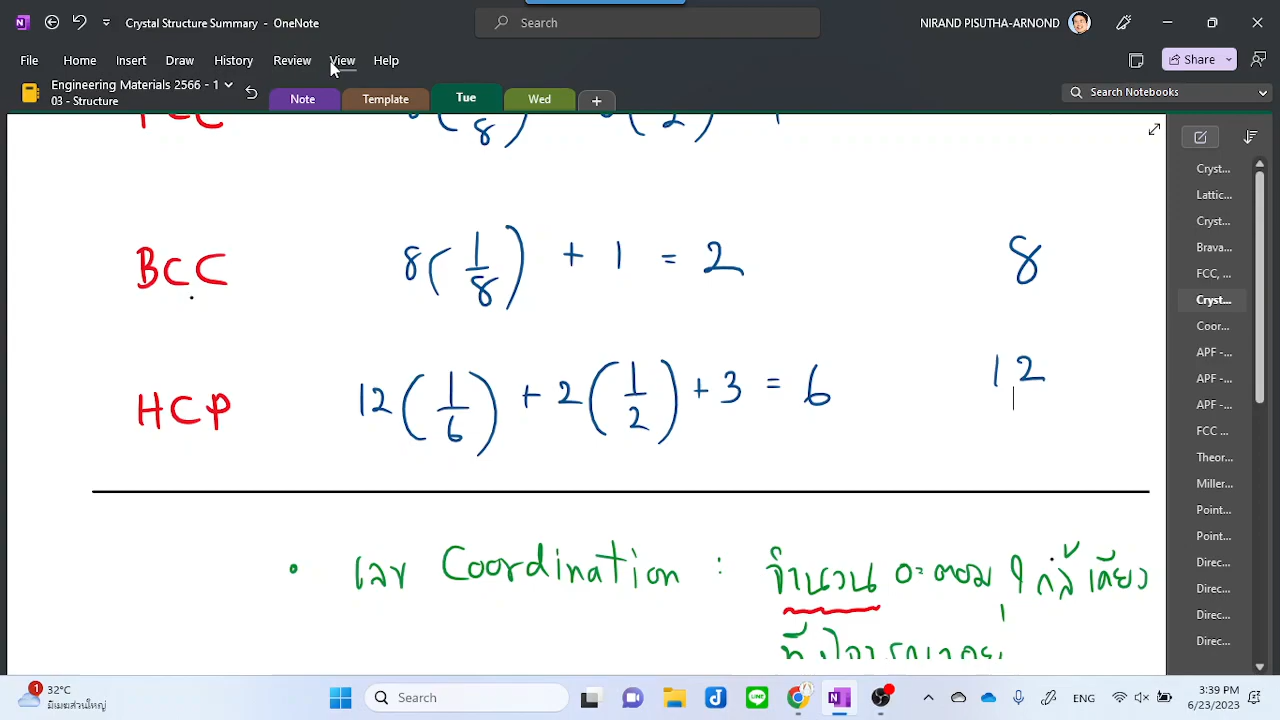 Crystal Structure Summary - OneNote
Search
NIRAND PISUTHA-ARNOND
File Home Insert Draw History Review View Help
Share
Engineering Materials 2566 - 1
03 - Structure
Note Template Tue Wed +
Search Notebooks
BCC 8(1/8) + 1 = 2 8
HCP 12(1/6) + 2(1/2) + 3 = 6 12
• เลข Coordination : จำนวน อะตอม ใกล้เคียง
Cryst...
Lattic...
Cryst...
Brava...
FCC, ...
Cryst...
Coor...
APF -...
APF -...
APF -...
FCC ...
Theor...
Miller...
Point...
Point...
Direc...
Direc...
Direc...
Direc...
1
32°C
Search
ENG
3:39 PM
6/23/2023